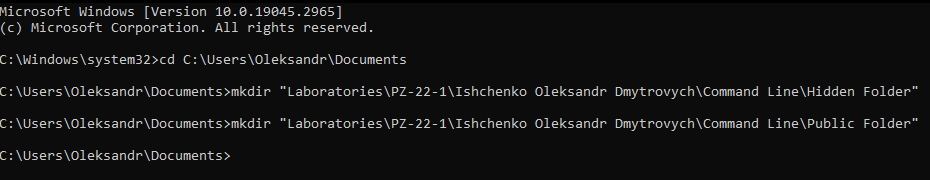 Microsoft Windows [Version 10.0.19045.2965]
(c) Microsoft Corporation. All rights reserved.
C:\Windows\system32>cd C:\Users\Oleksandr\Documents
C:\Users\Oleksandr\Documents>mkdir "Laboratories\PZ-22-1\Ishchenko Oleksandr Dmytrovych\Command Line\Hidden Folder"
C:\Users\Oleksandr\Documents>mkdir "Laboratories\PZ-22-1\Ishchenko Oleksandr Dmytrovych\Command Line\Public Folder"
C:\Users\Oleksandr\Documents>